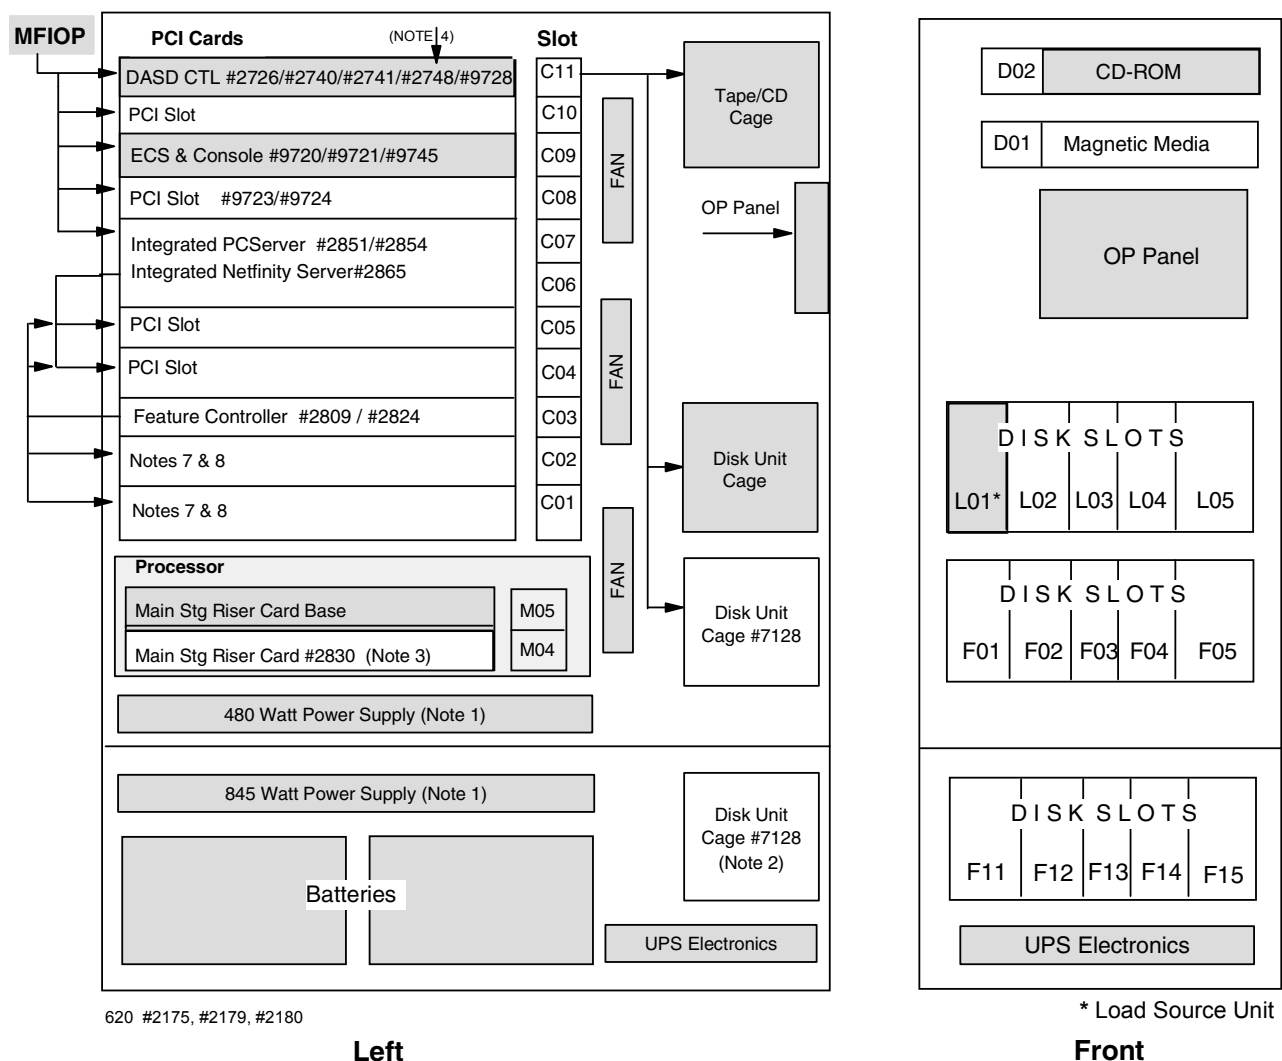 MFIOP
PCI Cards
(NOTE 4)
Slot
DASD CTL #2726/#2740/#2741/#2748/#9728
C11
PCI Slot
C10
ECS & Console #9720/#9721/#9745
C09
PCI Slot #9723/#9724
C08
Integrated PCServer #2851/#2854
C07
Integrated Netfinity Server#2865
C06
PCI Slot
C05
PCI Slot
C04
Feature Controller #2809 / #2824
C03
Notes 7 & 8
C02
Notes 7 & 8
C01
FAN
FAN
FAN
Tape/CD
Cage
OP Panel
Disk Unit
Cage
Disk Unit
Cage #7128
Processor
Main Stg Riser Card Base
M05
Main Stg Riser Card #2830 (Note 3)
M04
480 Watt Power Supply (Note 1)
845 Watt Power Supply (Note 1)
Disk Unit
Cage #7128
(Note 2)
Batteries
UPS Electronics
620 #2175, #2179, #2180
Left
D02
CD-ROM
D01
Magnetic Media
OP Panel
DISK SLOTS
L01*
L02
L03
L04
L05
DISK SLOTS
F01
F02
F03
F04
F05
DISK SLOTS
F11
F12
F13
F14
F15
UPS Electronics
* Load Source Unit
Front